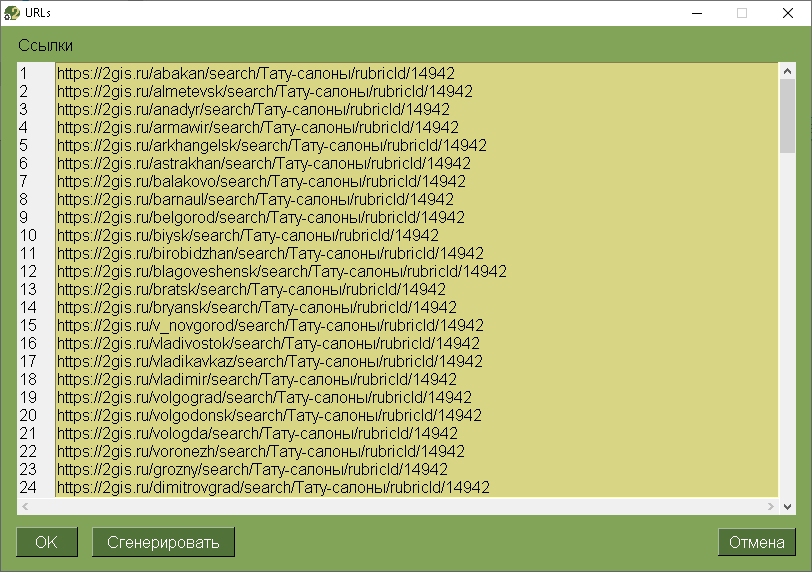 URLs
Ссылки
1 https://2gis.ru/abakan/search/Тату-салоны/rubricId/14942
2 https://2gis.ru/almetevsk/search/Тату-салоны/rubricId/14942
3 https://2gis.ru/anadyr/search/Тату-салоны/rubricId/14942
4 https://2gis.ru/armawir/search/Тату-салоны/rubricId/14942
5 https://2gis.ru/arkhangelsk/search/Тату-салоны/rubricId/14942
6 https://2gis.ru/astrakhan/search/Тату-салоны/rubricId/14942
7 https://2gis.ru/balakovo/search/Тату-салоны/rubricId/14942
8 https://2gis.ru/barnaul/search/Тату-салоны/rubricId/14942
9 https://2gis.ru/belgorod/search/Тату-салоны/rubricId/14942
10 https://2gis.ru/biysk/search/Тату-салоны/rubricId/14942
11 https://2gis.ru/birobidzhan/search/Тату-салоны/rubricId/14942
12 https://2gis.ru/blagoveshensk/search/Тату-салоны/rubricId/14942
13 https://2gis.ru/bratsk/search/Тату-салоны/rubricId/14942
14 https://2gis.ru/bryansk/search/Тату-салоны/rubricId/14942
15 https://2gis.ru/v_novgorod/search/Тату-салоны/rubricId/14942
16 https://2gis.ru/vladivostok/search/Тату-салоны/rubricId/14942
17 https://2gis.ru/vladikavkaz/search/Тату-салоны/rubricId/14942
18 https://2gis.ru/vladimir/search/Тату-салоны/rubricId/14942
19 https://2gis.ru/volgograd/search/Тату-салоны/rubricId/14942
20 https://2gis.ru/volgodonsk/search/Тату-салоны/rubricId/14942
21 https://2gis.ru/vologda/search/Тату-салоны/rubricId/14942
22 https://2gis.ru/voronezh/search/Тату-салоны/rubricId/14942
23 https://2gis.ru/grozny/search/Тату-салоны/rubricId/14942
24 https://2gis.ru/dimitrovgrad/search/Тату-салоны/rubricId/14942
OK Сгенерировать Отмена